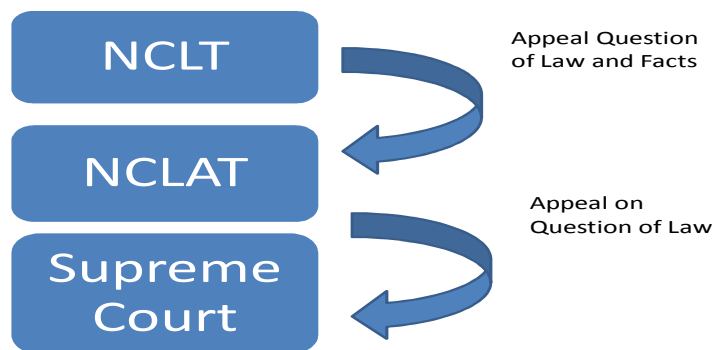 NCLT
Appeal Question
of Law and Facts
NCLAT
Appeal on
Question of Law
Supreme
Court